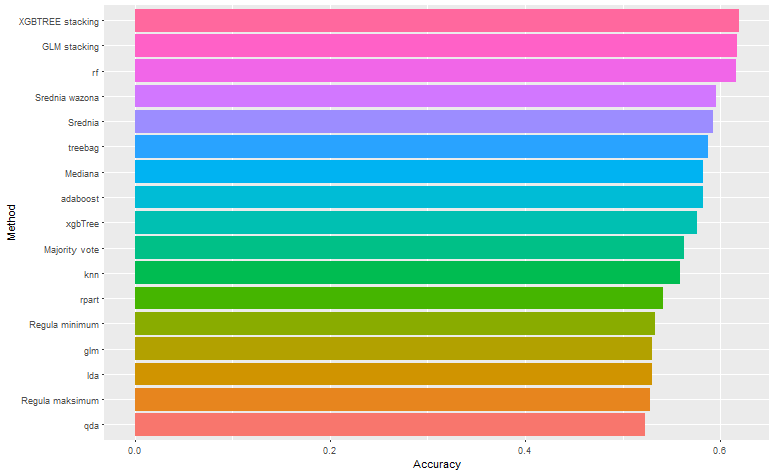 XGBTREE stacking
GLM stacking
rf
Srednia wazona
Srednia
treebag
Mediana
adaboost
xgbTree
Majority vote
knn
rpart
Regula minimum
glm
lda
Regula maksimum
qda
Method
0.0 0.2 0.4 0.6
Accuracy